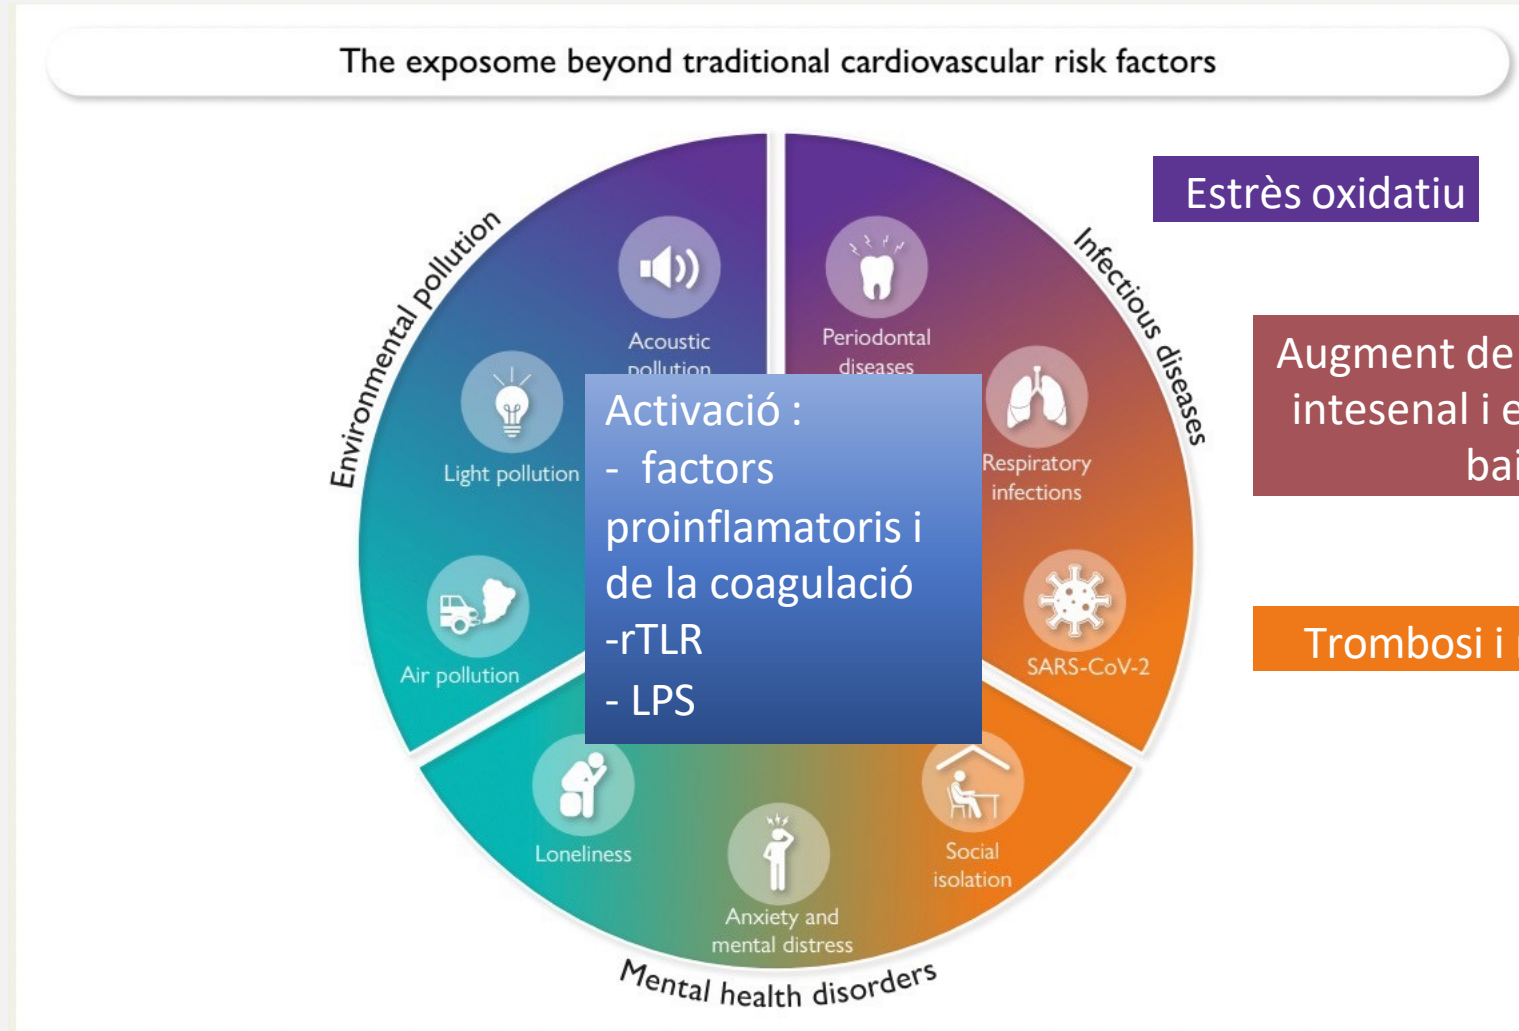 The exposome beyond traditional cardiovascular risk factors
Environmental pollution
Acoustic
pollution
Light pollution
Air pollution
Infectious diseases
Periodontal
diseases
Respiratory
infections
SARS-CoV-2
Activació :
- factors
proinflamatoris i
de la coagulació
-rTLR
- LPS
Loneliness
Anxiety and
mental distress
Social
isolation
Mental health disorders
Estrès oxidatiu
Augment de
intesenal i
Trombosi i